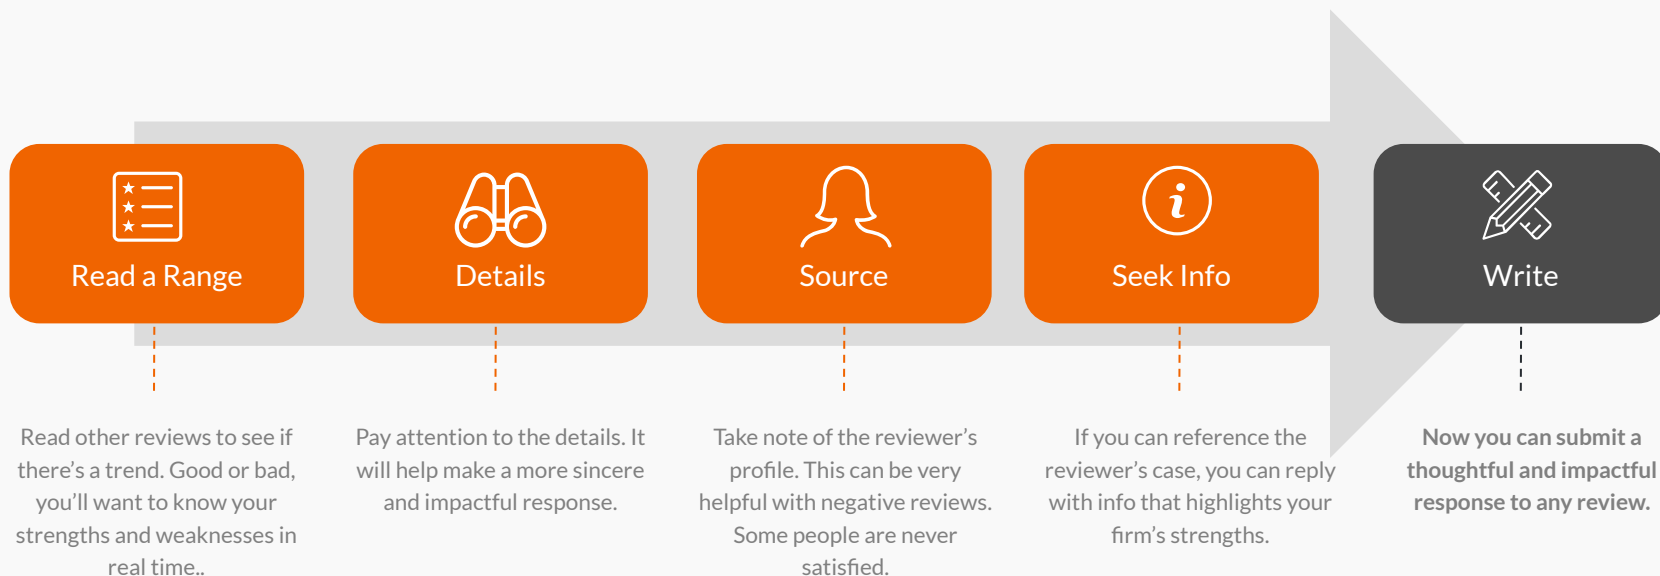 Read a Range
Details
Source
Seek Info
Write
Read other reviews to see if
there's a trend. Good or bad,
you'll want to know your
strengths and weaknesses in
real time..
Pay attention to the details. It
will help make a more sincere
and impactful response.
Take note of the reviewer's
profile. This can be very
helpful with negative reviews.
Some people are never
satisfied.
If you can reference the
reviewer's case, you can reply
with info that highlights your
firm's strengths.
Now you can submit a
thoughtful and impactful
response to any review.